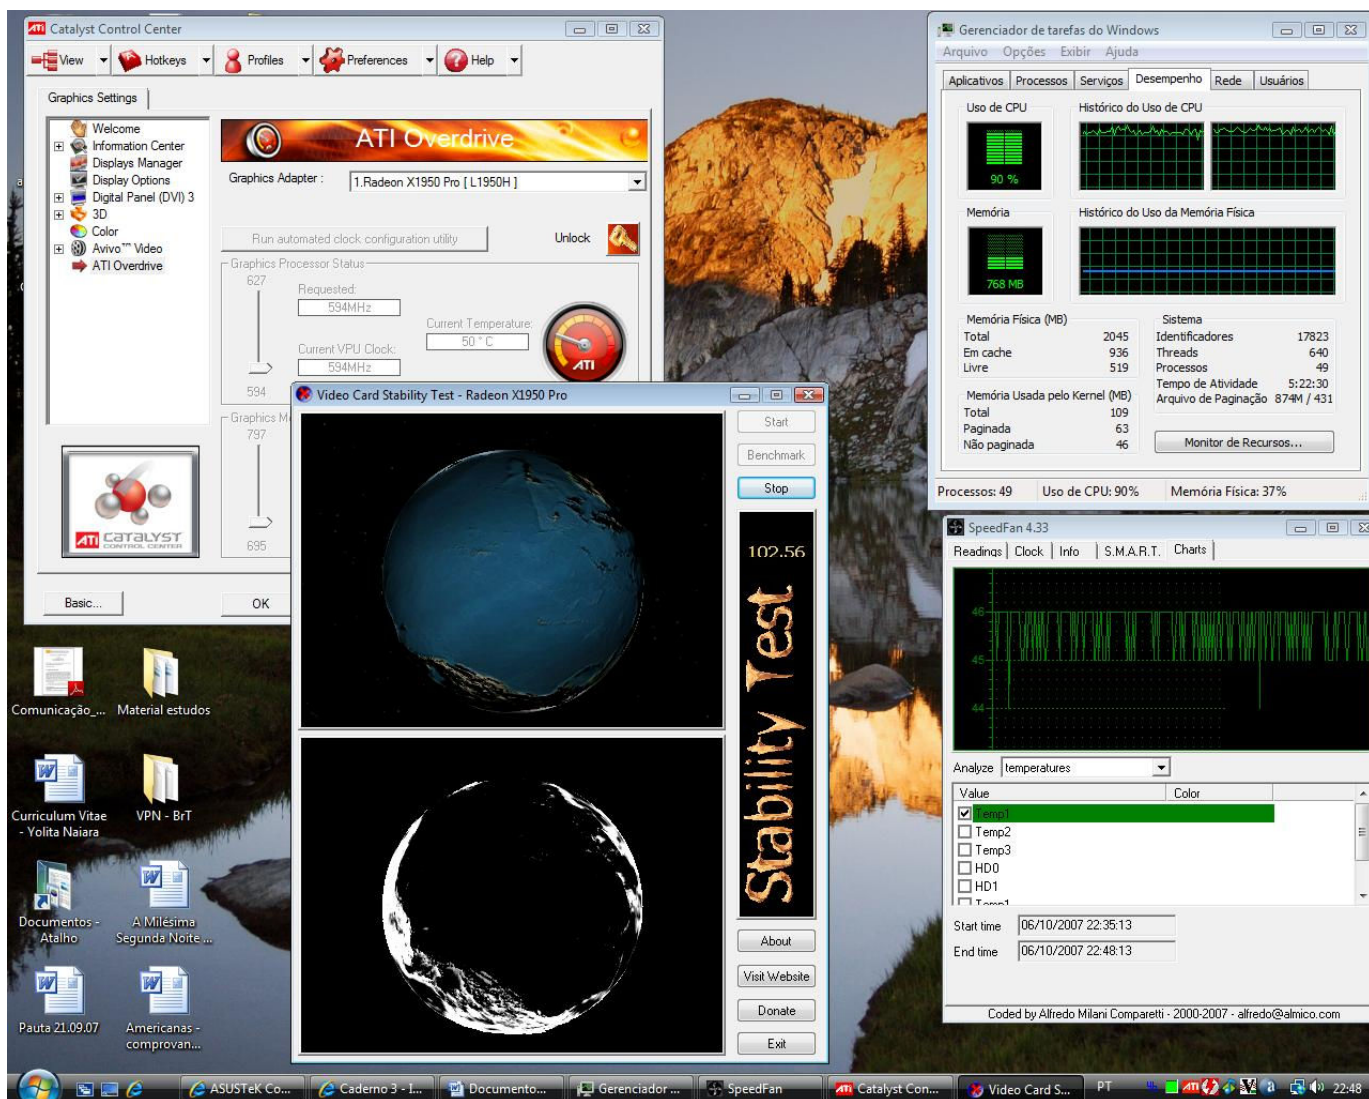 ATI Catalyst Control Center
View
Hotkeys
Profiles
Preferences
Help
Graphics Settings
Welcome
Information Center
Displays Manager
Display Options
Digital Panel (DVI) 3
3D
Color
Avivo™ Video
ATI Overdrive
ATI Overdrive
Graphics Adapter :
1.Radeon X1950 Pro [ L1950H ]
Run automated clock configuration utility
Unlock
Graphics Processor Status
627
Requested:
594MHz
Current Temperature:
50 ° C
Current VPU Clock:
594MHz
594
ATI
Graphics M
797
695
ATI CATALYST
CONTROL CENTER
Basic...
OK
Gerenciador de tarefas do Windows
Arquivo Opções Exibir Ajuda
Aplicativos Processos Serviços Desempenho Rede Usuários
Uso de CPU
Histórico do Uso de CPU
90 %
Memória
Histórico do Uso da Memória Física
768 MB
Memória Física (MB)
Total 2045
Em cache 936
Livre 519
Memória Usada pelo Kernel (MB)
Total 109
Paginada 63
Não paginada 46
Sistema
Identificadores 17823
Threads 640
Processos 49
Tempo de Atividade 5:22:30
Arquivo de Paginação 874M / 431
Monitor de Recursos...
Processos: 49 Uso de CPU: 90% Memória Física: 37%
Video Card Stability Test - Radeon X1950 Pro
Start
Benchmark
Stop
102.56
Stability Test
About
Visit Website
Donate
Exit
SpeedFan 4.33
Readings Clock Info S.M.A.R.T. Charts
46
45
44
Analyze temperatures
Value Color
Temp1
Temp2
Temp3
HD0
HD1
Temp1
Start time 06/10/2007 22:35:13
End time 06/10/2007 22:48:13
Coded by Alfredo Milani Comparetti - 2000-2007 - alfredo@almico.com
Comunicação_...
Material estudos
Curriculum Vitae
- Yolita Naiara
VPN - BrT
Documentos -
Atalho
A Milésima
Segunda Noite ...
Pauta 21.09.07
Americanas -
comprovan...
ASUSTeK Co...
Caderno 3 - I...
Documento...
Gerenciador ...
SpeedFan
ATI Catalyst Con...
Video Card S...
PT
ATI
22:48